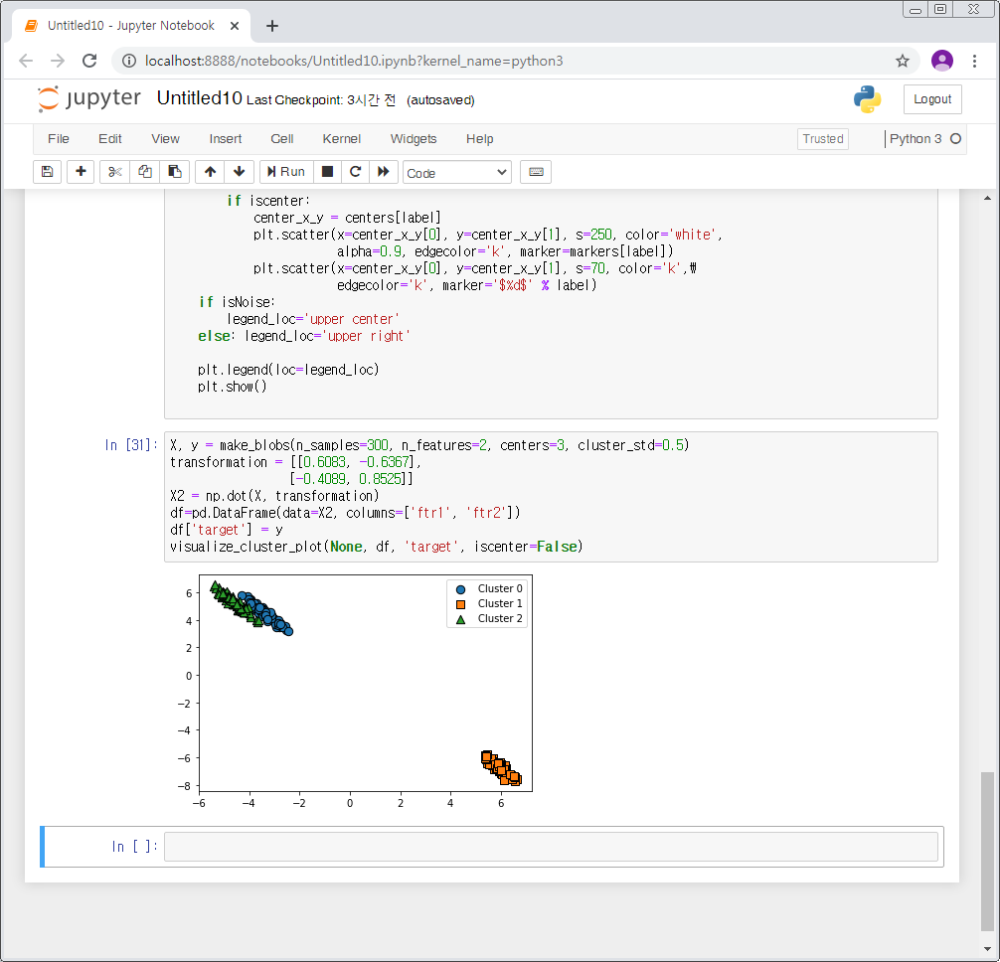 Untitled10 - Jupyter Notebook
localhost:8888/notebooks/Untitled10.ipynb?kernel_name=python3
jupyter Untitled10 Last Checkpoint: 3시간 전 (autosaved)
Logout
File Edit View Insert Cell Kernel Widgets Help
Trusted
Python 3
Run
Code
if iscenter:
center_x_y = centers[label]
plt.scatter(x=center_x_y[0], y=center_x_y[1], s=250, color='white',
alpha=0.9, edgecolor='k', marker=markers[label])
plt.scatter(x=center_x_y[0], y=center_x_y[1], s=70, color='k',₩
edgecolor='k', marker='$%d$' % label)
if isNoise:
legend_loc='upper center'
else: legend_loc='upper right'
plt.legend(loc=legend_loc)
plt.show()
In [31]:
X, y = make_blobs(n_samples=300, n_features=2, centers=3, cluster_std=0.5)
transformation = [[0.6083, -0.6367],
[-0.4089, 0.8525]]
X2 = np.dot(X, transformation)
df=pd.DataFrame(data=X2, columns=['ftr1', 'ftr2'])
df['target'] = y
visualize_cluster_plot(None, df, 'target', iscenter=False)
Cluster 0
Cluster 1
Cluster 2
6
4
2
0
−2
−4
−6
−8
−6 −4 −2 0 2 4 6
In [ ]: